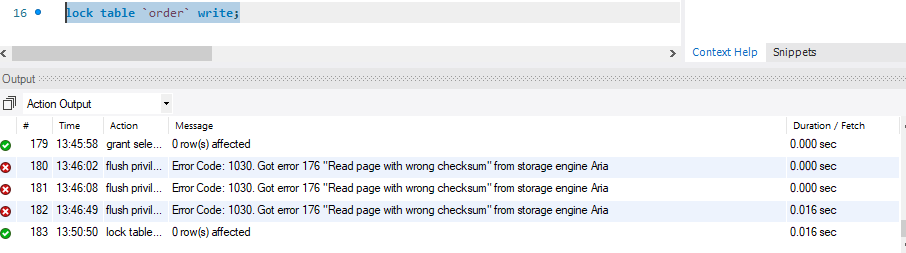 16 lock table `order` write;
Context Help Snippets
Output
Action Output
# Time Action Message Duration / Fetch
179 13:45:58 grant sele... 0 row(s) affected 0.000 sec
180 13:46:02 flush privil... Error Code: 1030. Got error 176 "Read page with wrong checksum" from storage engine Aria 0.000 sec
181 13:46:08 flush privil... Error Code: 1030. Got error 176 "Read page with wrong checksum" from storage engine Aria 0.000 sec
182 13:46:49 flush privil... Error Code: 1030. Got error 176 "Read page with wrong checksum" from storage engine Aria 0.016 sec
183 13:50:50 lock table... 0 row(s) affected 0.016 sec